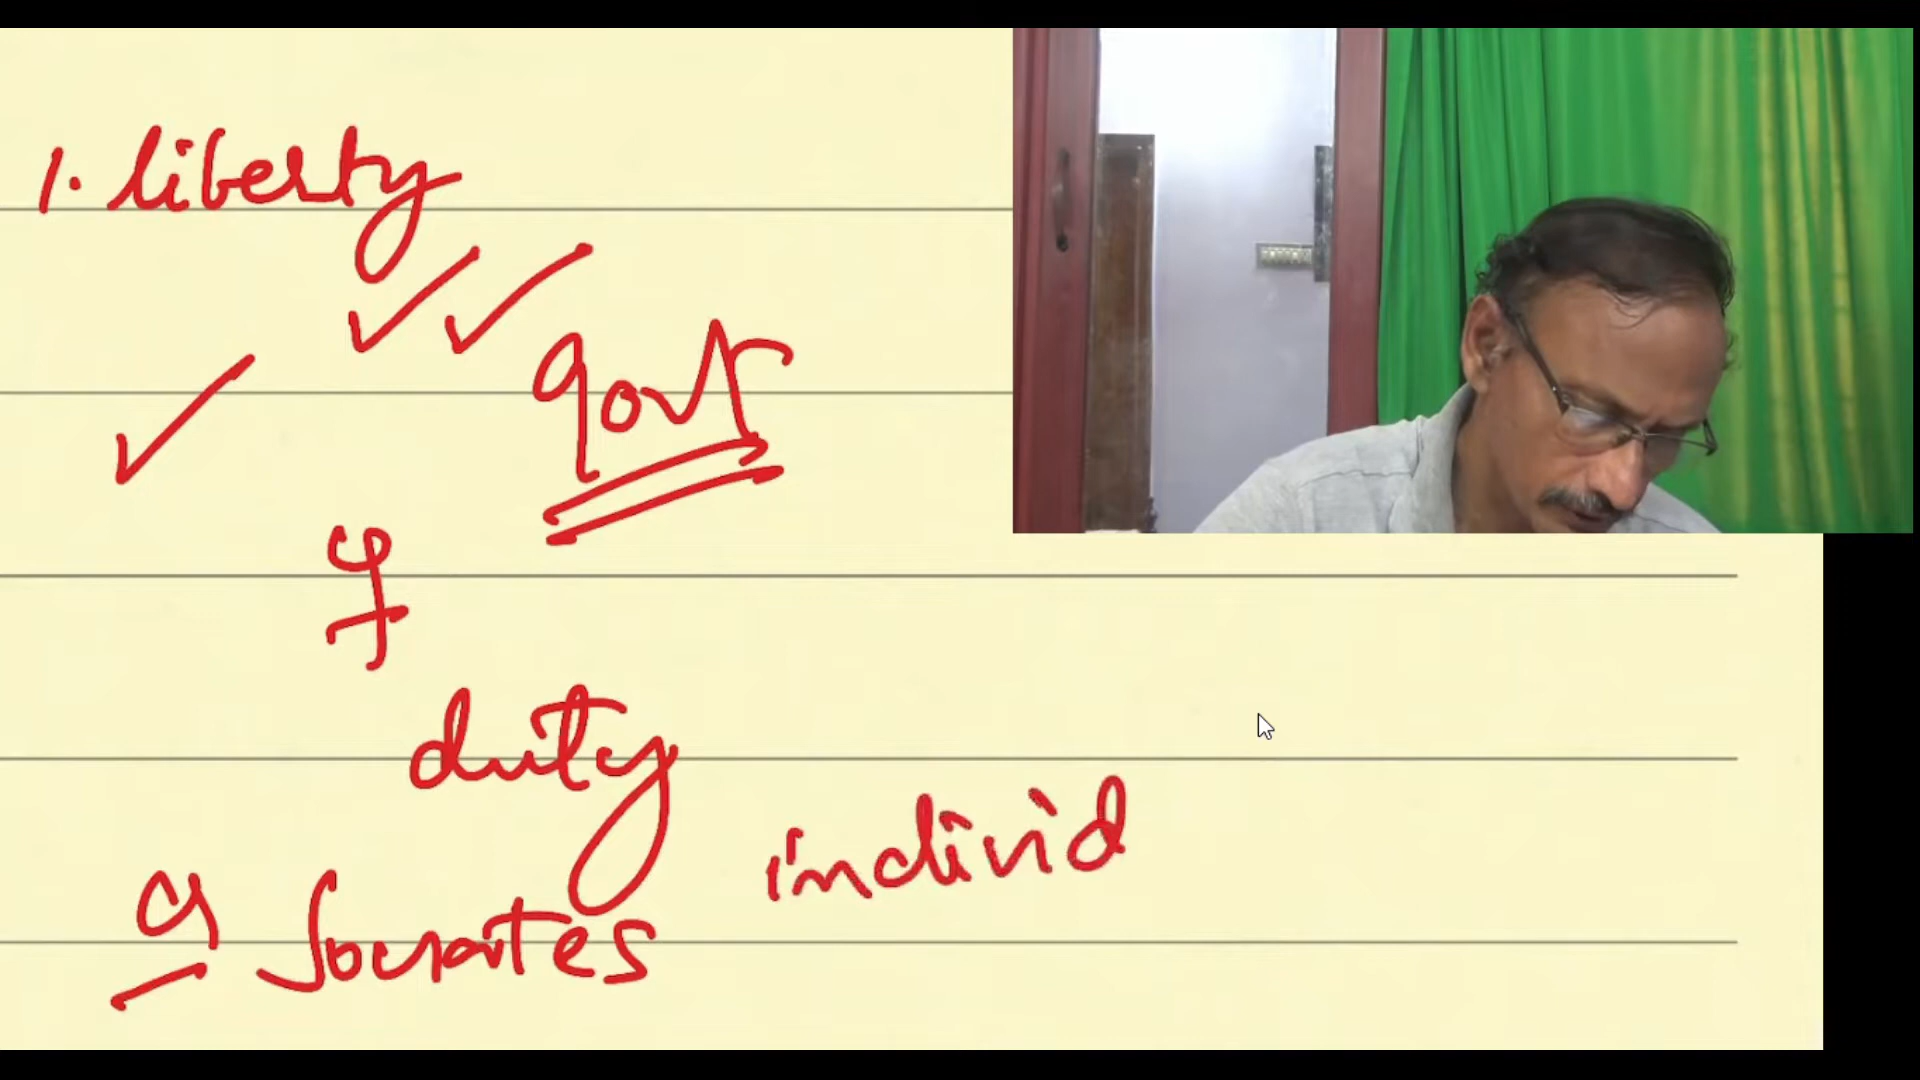 1. liberty
govt
duty
individ
Socrates